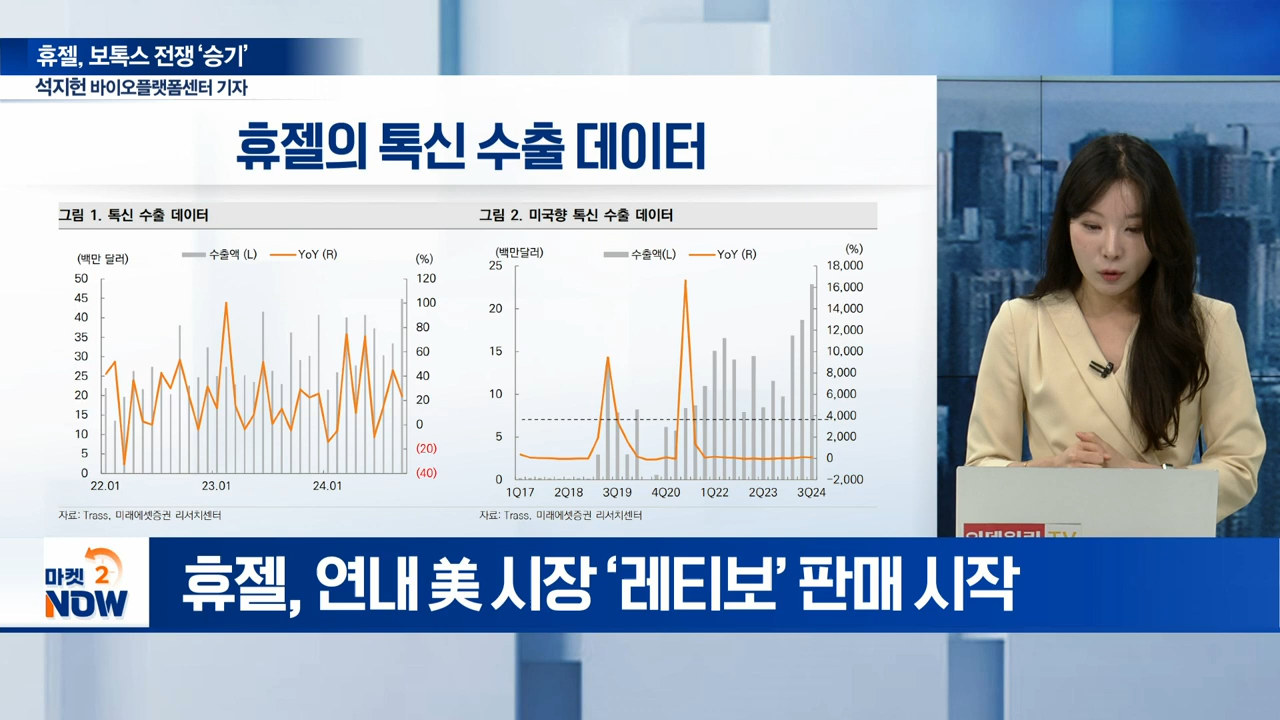 휴젤, 보톡스 전쟁 ‘승기’
석지헌 바이오플랫폼센터 기자
휴젤의 톡신 수출 데이터
그림 1. 톡신 수출 데이터
(백만 달러)
수출액 (L)
YoY (R)
(%)
50
45
40
35
30
25
20
15
10
5
0
120
100
80
60
40
20
0
(20)
(40)
22.01
23.01
24.01
자료: Trass, 미래에셋증권 리서치센터
그림 2. 미국향 톡신 수출 데이터
(백만달러)
수출액(L)
YoY (R)
(%)
25
20
15
10
5
0
18,000
16,000
14,000
12,000
10,000
8,000
6,000
4,000
2,000
0
-2,000
1Q17
2Q18
3Q19
4Q20
1Q22
2Q23
3Q24
자료: Trass, 미래에셋증권 리서치센터
이데일리 TV
마켓 2
NOW
휴젤, 연내 美 시장 ‘레티보’ 판매 시작